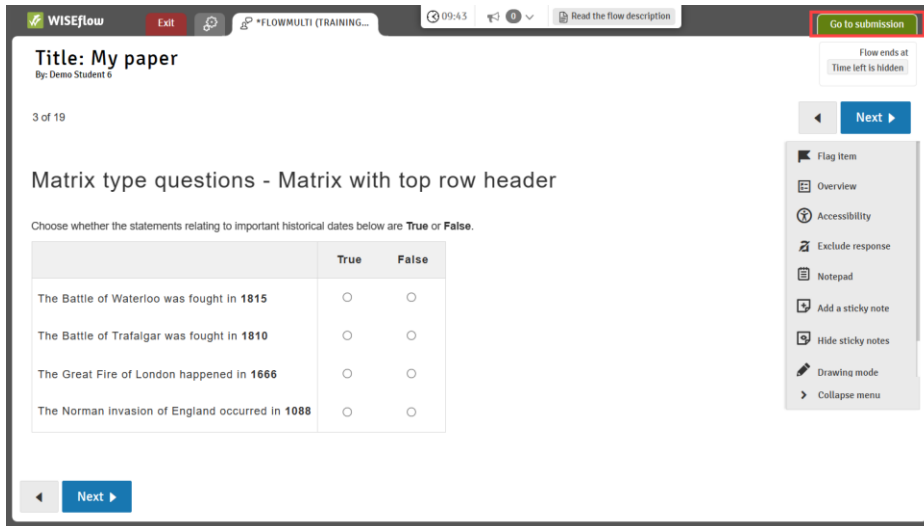 WISEflow
Exit
*FLOWMULTI (TRAINING...
09:43
0
Read the flow description
Go to submission
Title: My paper
By: Demo Student 6
Flow ends at
Time left is hidden
3 of 19
Next
Flag item
Overview
Accessibility
Exclude response
Notepad
Add a sticky note
Hide sticky notes
Drawing mode
Collapse menu
Matrix type questions - Matrix with top row header
Choose whether the statements relating to important historical dates below are True or False.
True False
The Battle of Waterloo was fought in 1815
The Battle of Trafalgar was fought in 1810
The Great Fire of London happened in 1666
The Norman invasion of England occurred in 1088
Next